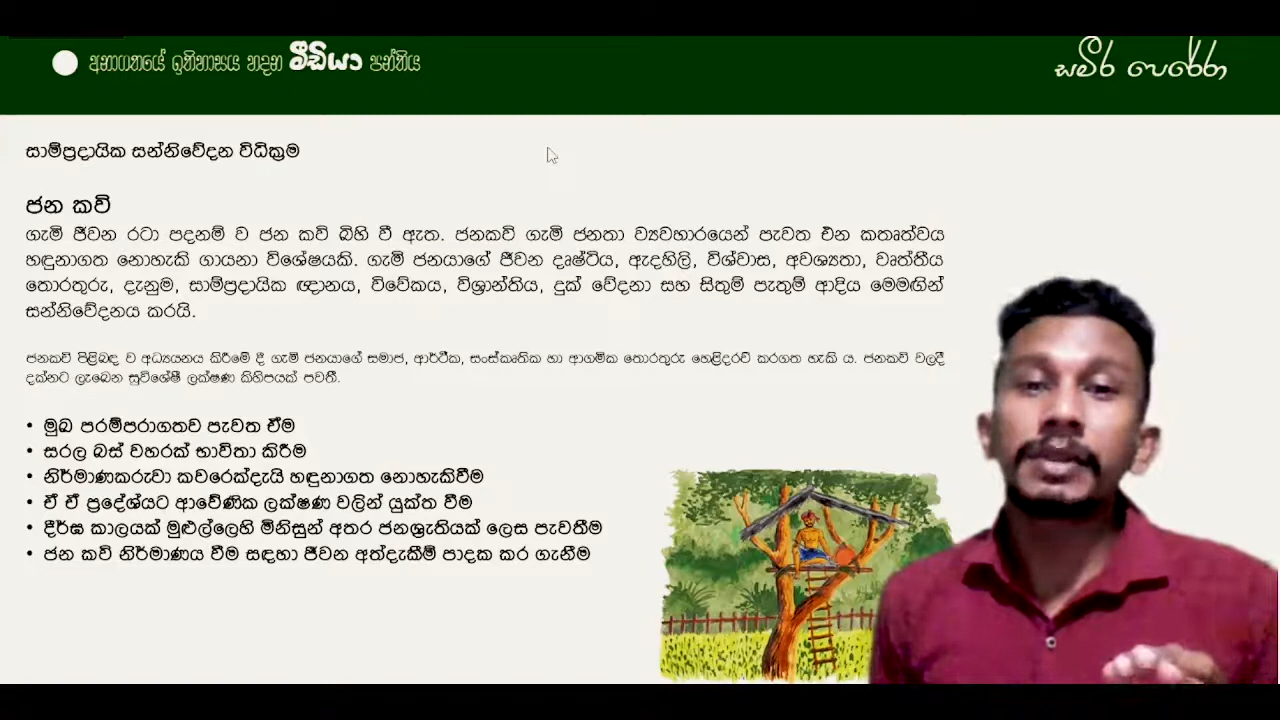 අනාගතයේ ඉතිහාසය හදන මීඩියා පන්තිය
සමීර පෙරේරා
සාම්ප්‍රදායික සන්නිවේදන විධික්‍රම
ජන කවි
ගැමි ජීවන රටා පදනම් ව ජන කවි බිහි වී ඇත. ජනකවි ගැමි ජනතා ව්‍යවහාරයෙන් පැවත එන කතෘත්වය
හඳුනාගත නොහැකි ගායනා විශේෂයකි. ගැමි ජනයාගේ ජීවන දෘෂ්ටිය, ඇදහිලි, විශ්වාස, අවශ්‍යතා, වෘත්තීය
තොරතුරු, දැනුම, සාම්ප්‍රදායික ඥානය, විවේකය, විශ්‍රාන්තිය, දුක් වේදනා සහ සිතුම් පැතුම් ආදිය මෙමඟින්
සන්නිවේදනය කරයි.
ජනකවි පිළිබඳ ව අධ්‍යයනය කිරීමේ දී ගැමි ජනයාගේ සමාජ, ආර්ථික, සංස්කෘතික හා ආගමික තොරතුරු හෙළිදරව් කරගත හැකි ය. ජනකවි වලදී
දක්නට ලැබෙන සුවිශේෂී ලක්ෂණ කිහිපයක් පවතී.
• මුඛ පරම්පරාගතව පැවත ඒම
• සරල බස් වහරක් භාවිතා කිරීම
• නිර්මාණකරුවා කවරෙක්දැයි හඳුනාගත නොහැකිවීම
• ඒ ඒ ප්‍රදේශයට ආවේණික ලක්ෂණ වලින් යුක්ත වීම
• දීර්ඝ කාලයක් මුළුල්ලෙහි මිනිසුන් අතර ජනශ්‍රැතියක් ලෙස පැවතීම
• ජන කවි නිර්මාණය වීම සඳහා ජීවන අත්දැකීම් පාදක කර ගැනීම